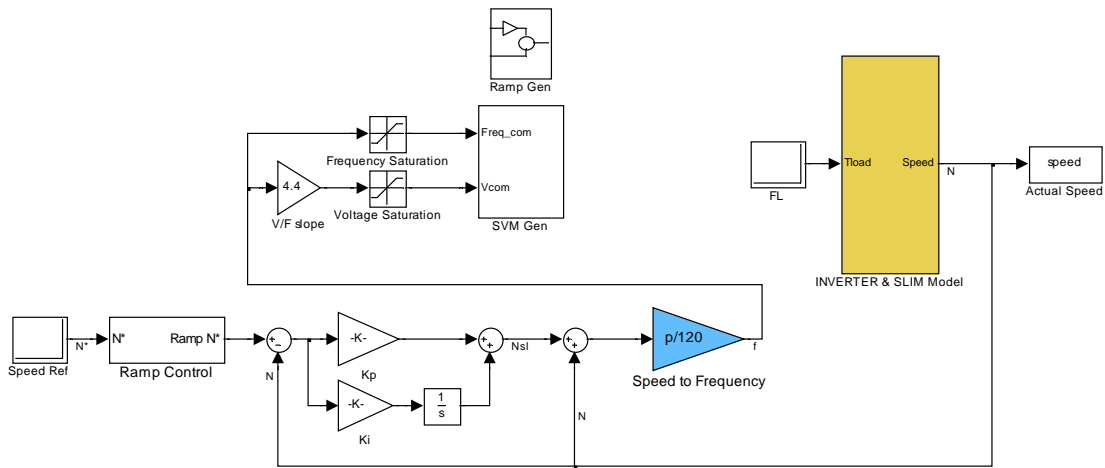 Ramp Gen
Freq_com
Frequency Saturation
4.4
Vcom
V/F slope
Voltage Saturation
SVM Gen
FL
Tload
Speed
N
speed
Actual Speed
INVERTER & SLIM Model
Speed Ref
N*
N*
Ramp N*
Ramp Control
+
−
N
-K-
Kp
-K-
Ki
1
s
+
+
Nsl
+
+
N
p/120
f
Speed to Frequency